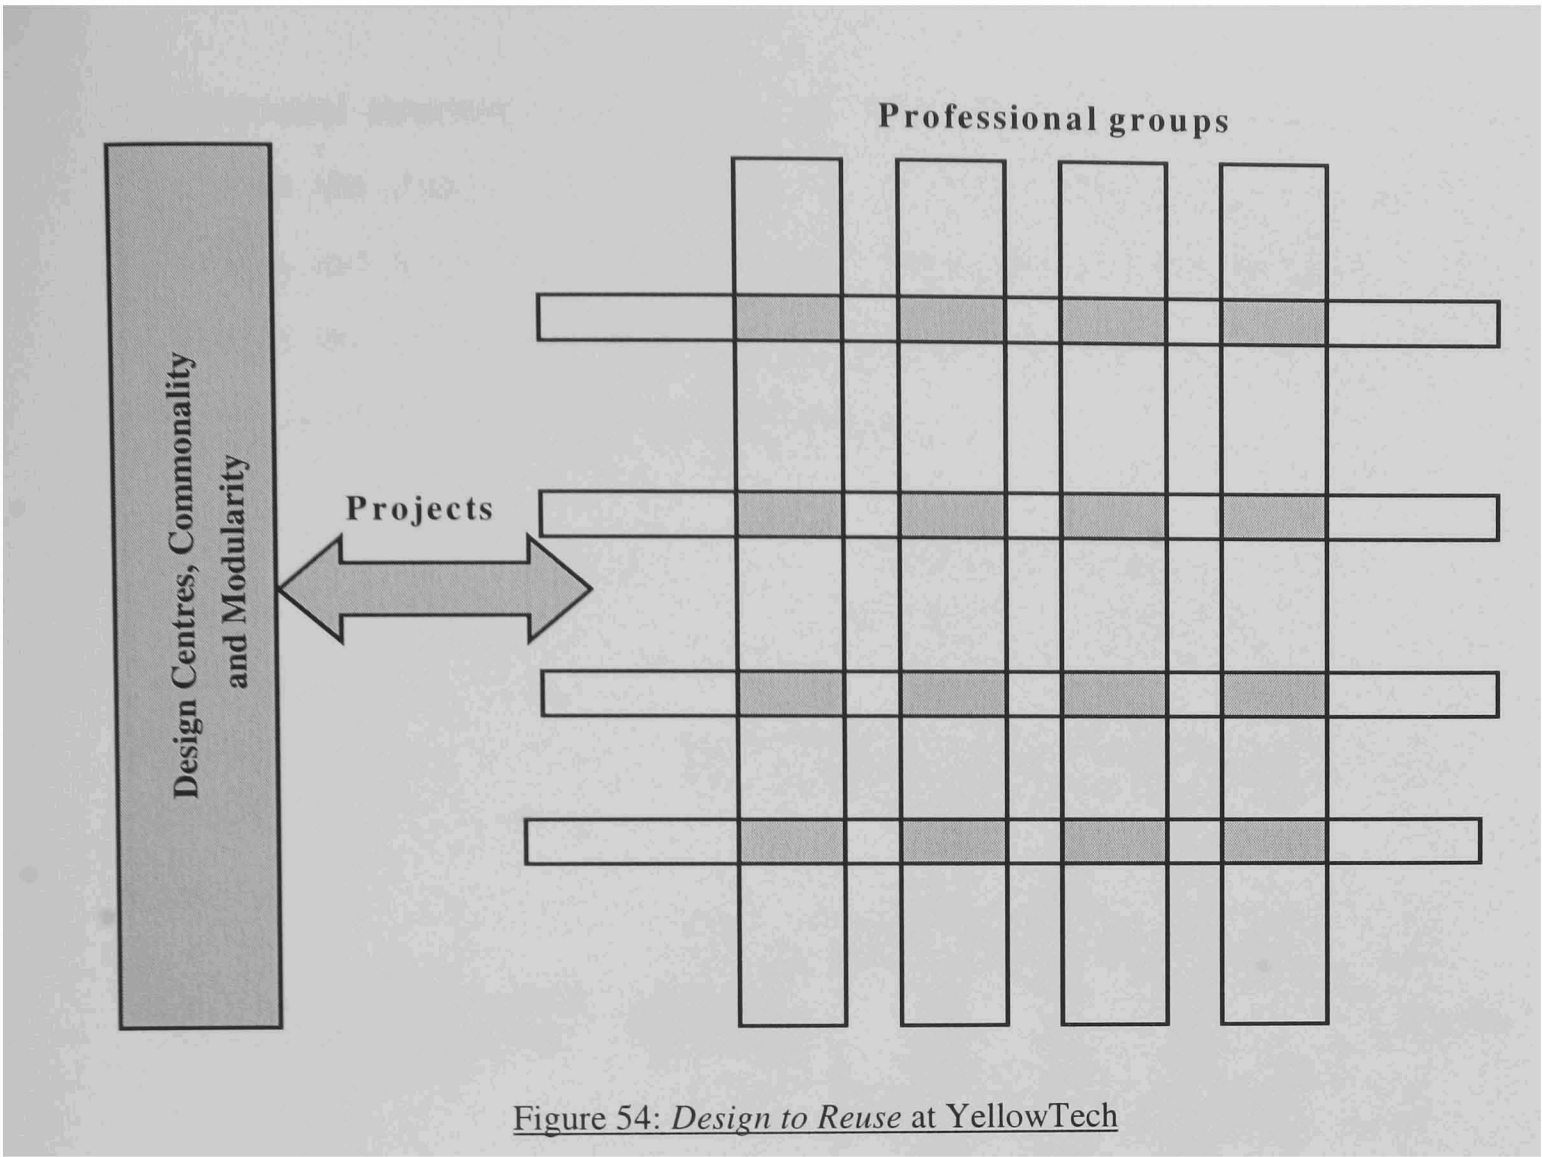 Professional groups
Design Centres, Commonality
and Modularity
Projects
Figure 54: Design to Reuse at YellowTech